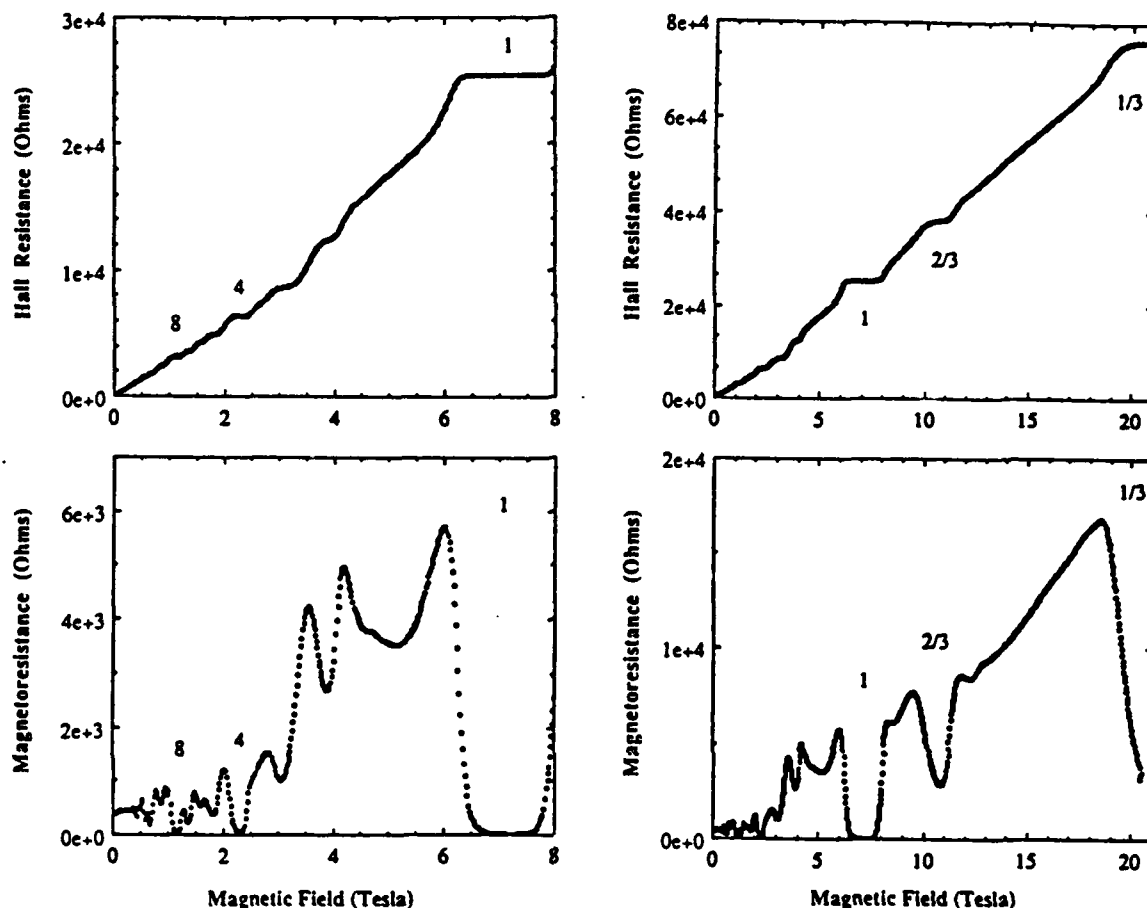 3e+4
2e+4
1e+4
0e+0
Hall Resistance (Ohms)
1
4
8
0 2 4 6 8
8e+4
6e+4
4e+4
2e+4
0e+0
Hall Resistance (Ohms)
1/3
2/3
1
0 5 10 15 20
6e+3
4e+3
2e+3
0e+0
Magnetoresistance (Ohms)
1
8 4
0 2 4 6 8
Magnetic Field (Tesla)
2e+4
1e+4
0e+0
Magnetoresistance (Ohms)
1/3
2/3
1
0 5 10 15 20
Magnetic Field (Tesla)